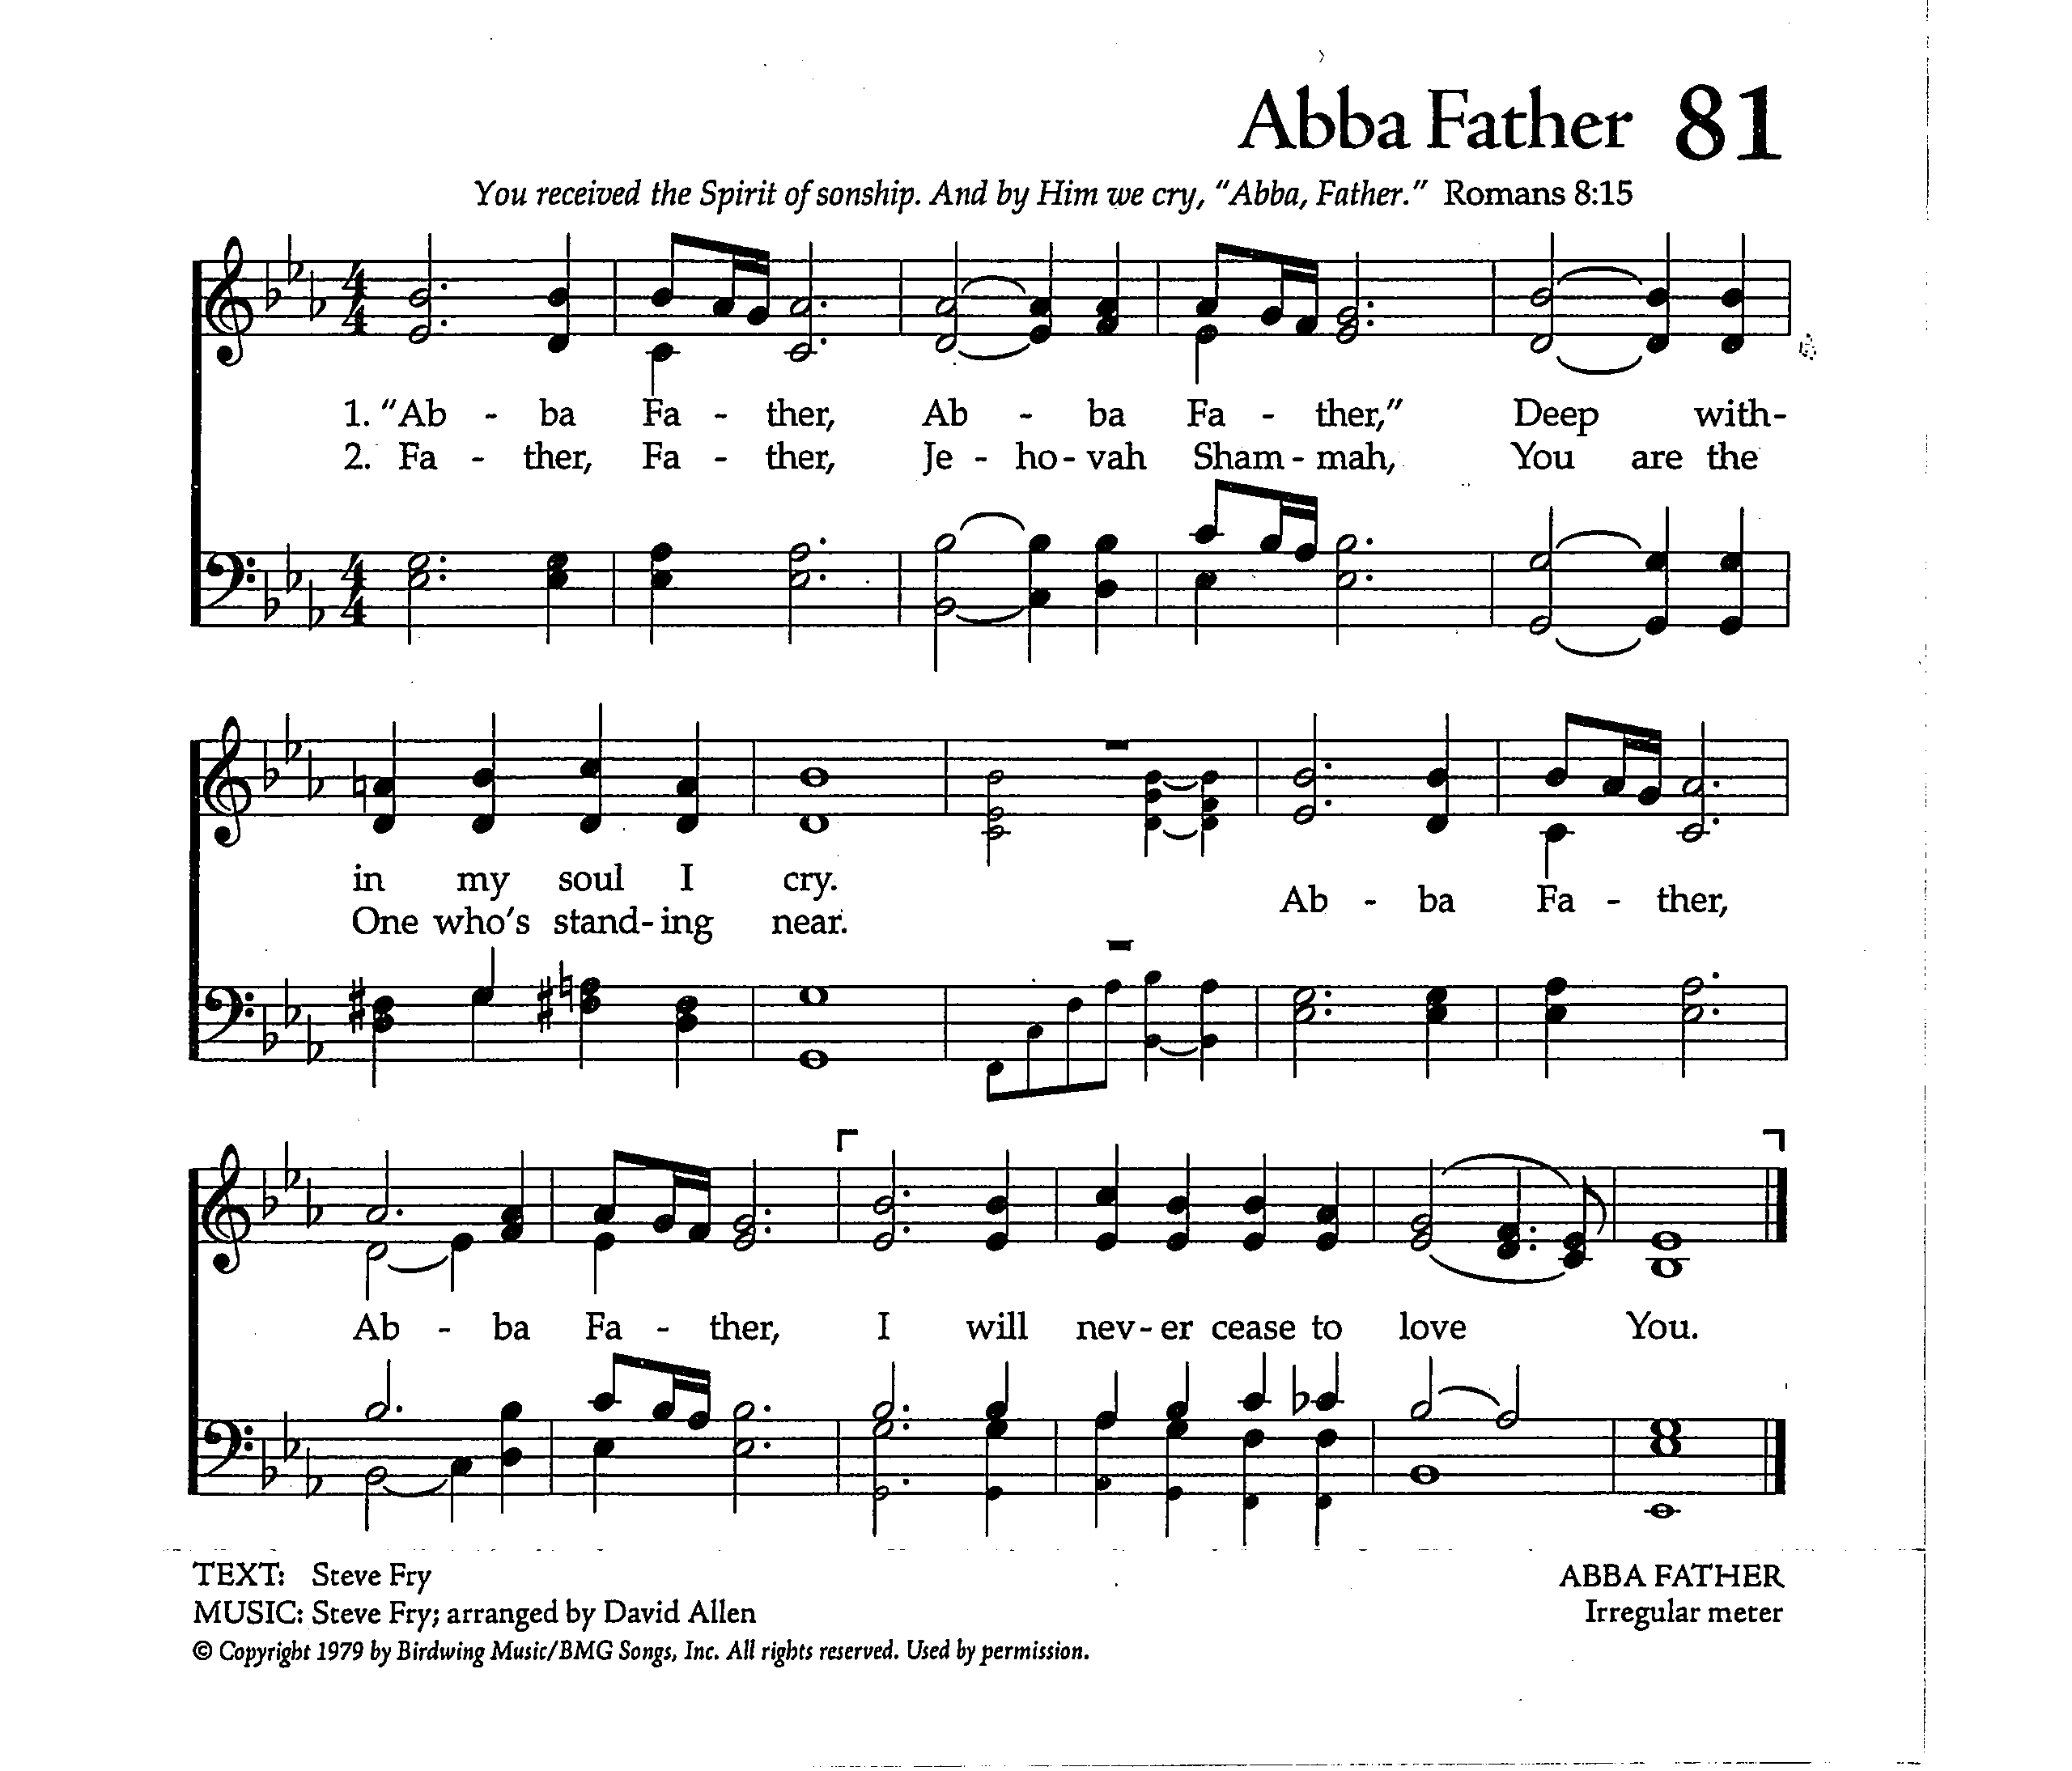 Abba Father 81
You received the Spirit of sonship. And by Him we cry, "Abba, Father." Romans 8:15
1. "Ab - ba Fa - ther, Ab - ba Fa - ther," Deep with-
2. Fa - ther, Fa - ther, Je - ho - vah Sham - mah, You are the
in my soul I cry.
One who's stand - ing near.
Ab - ba Fa - ther,
Ab - ba Fa - ther, I will nev - er cease to love You.
TEXT: Steve Fry
ABBA FATHER
MUSIC: Steve Fry; arranged by David Allen
Irregular meter
© Copyright 1979 by Birdwing Music/BMG Songs, Inc. All rights reserved. Used by permission.